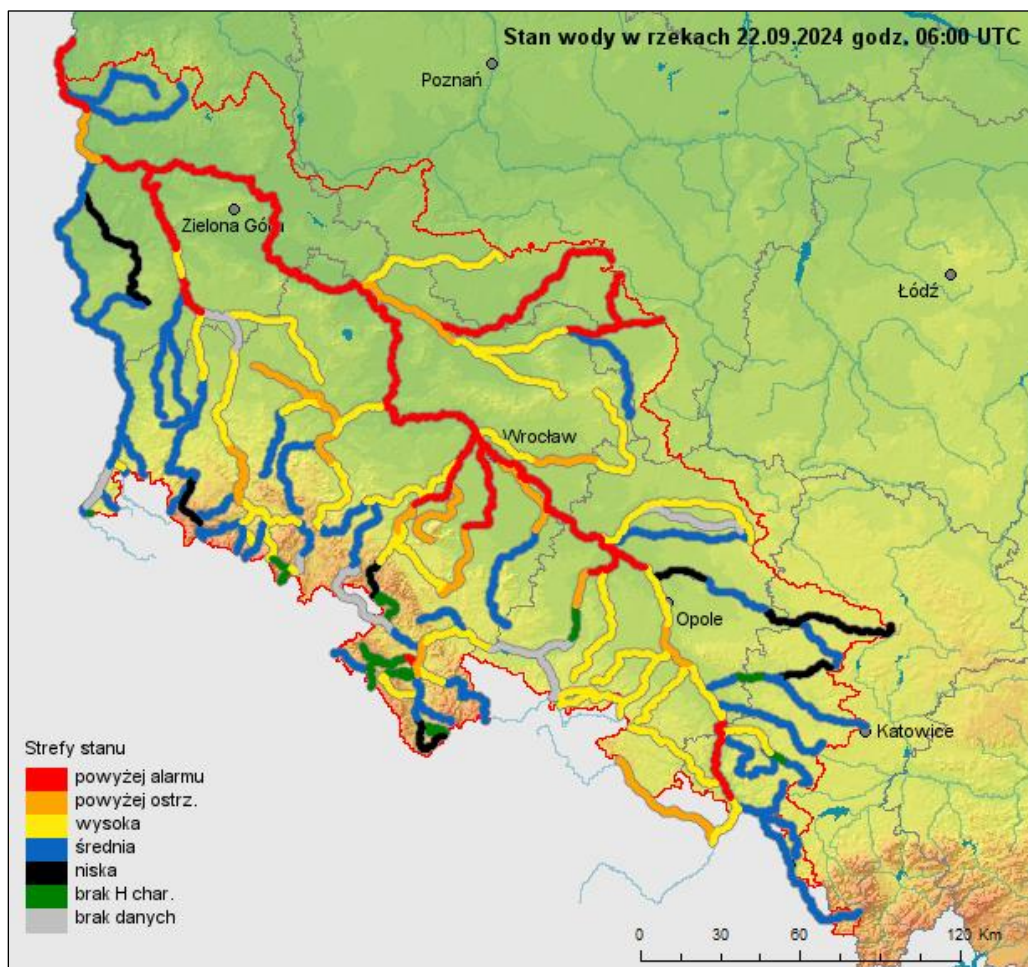 Stan wody w rzekach 22.09.2024 godz. 06:00 UTC
Poznań
Zielona Góra
Łódź
Wrocław
Opole
Katowice
Strefy stanu
powyżej alarmu
powyżej ostrz.
wysoka
średnia
niska
brak H char.
brak danych
0 30 60 120 Km